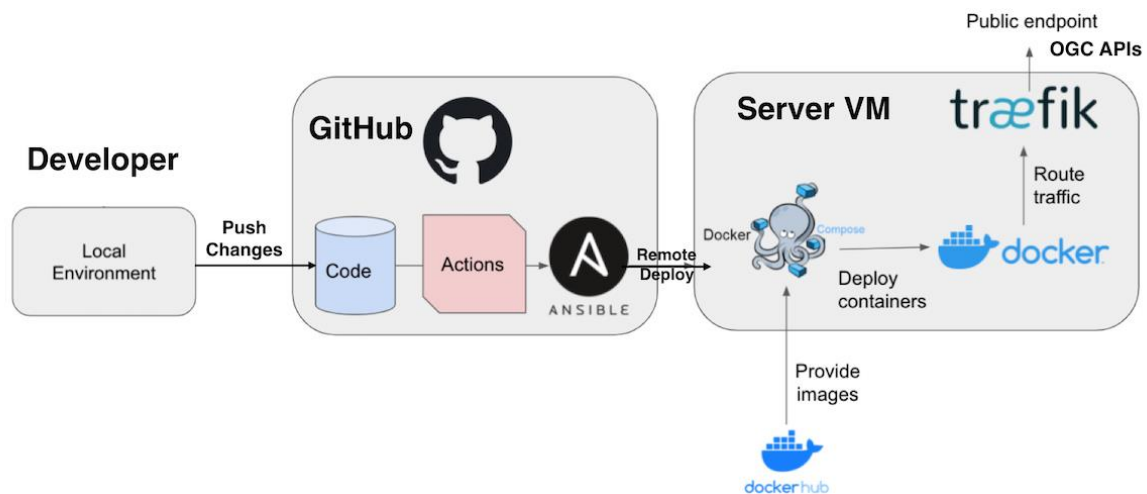 Public endpoint
OGC APIs
Developer
GitHub
Server VM
træfik
Local
Environment
Push
Changes
Code
Actions
ANSIBLE
Remote
Deploy
Docker
Compose
Deploy
containers
docker
Route
traffic
Provide
images
dockerhub